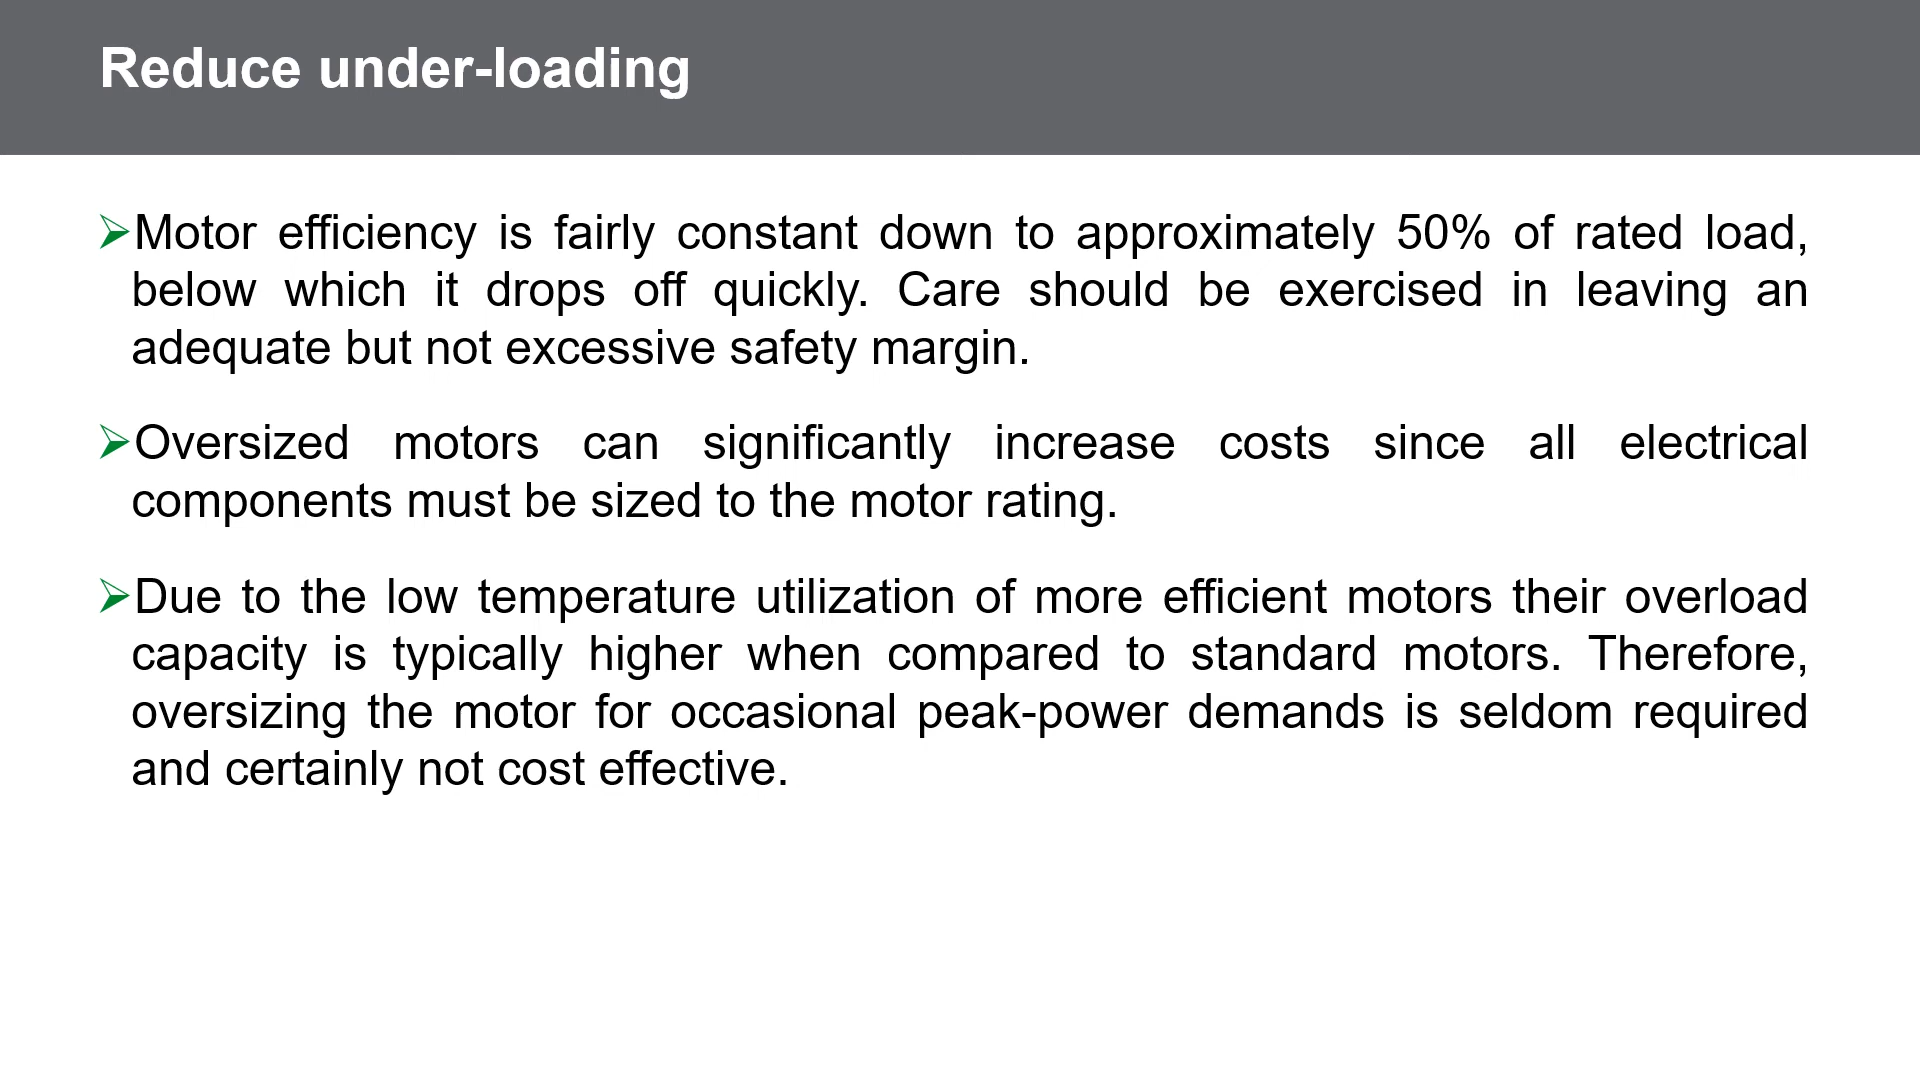 Reduce under-loading
➢Motor efficiency is fairly constant down to approximately 50% of rated load,
below which it drops off quickly. Care should be exercised in leaving an
adequate but not excessive safety margin.
➢Oversized motors can significantly increase costs since all electrical
components must be sized to the motor rating.
➢Due to the low temperature utilization of more efficient motors their overload
capacity is typically higher when compared to standard motors. Therefore,
oversizing the motor for occasional peak-power demands is seldom required
and certainly not cost effective.